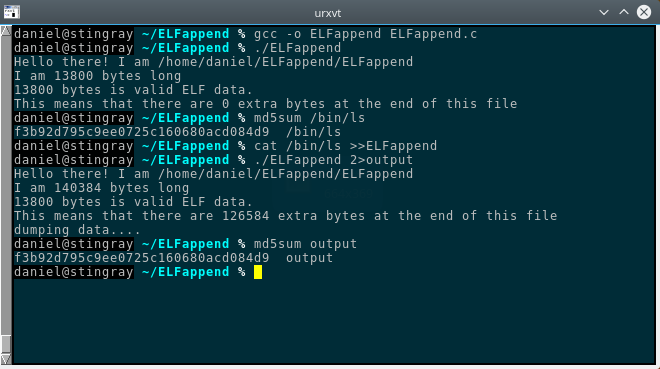 urxvt
daniel@stingray ~/ELFappend % gcc -o ELFappend ELFappend.c
daniel@stingray ~/ELFappend % ./ELFappend
Hello there! I am /home/daniel/ELFappend/ELFappend
I am 13800 bytes long
13800 bytes is valid ELF data.
This means that there are 0 extra bytes at the end of this file
daniel@stingray ~/ELFappend % md5sum /bin/ls
f3b92d795c9ee0725c160680acd084d9  /bin/ls
daniel@stingray ~/ELFappend % cat /bin/ls >>ELFappend
daniel@stingray ~/ELFappend % ./ELFappend 2>output
Hello there! I am /home/daniel/ELFappend/ELFappend
I am 140384 bytes long
13800 bytes is valid ELF data.
This means that there are 126584 extra bytes at the end of this file
dumping data....
daniel@stingray ~/ELFappend % md5sum output
f3b92d795c9ee0725c160680acd084d9  output
daniel@stingray ~/ELFappend %